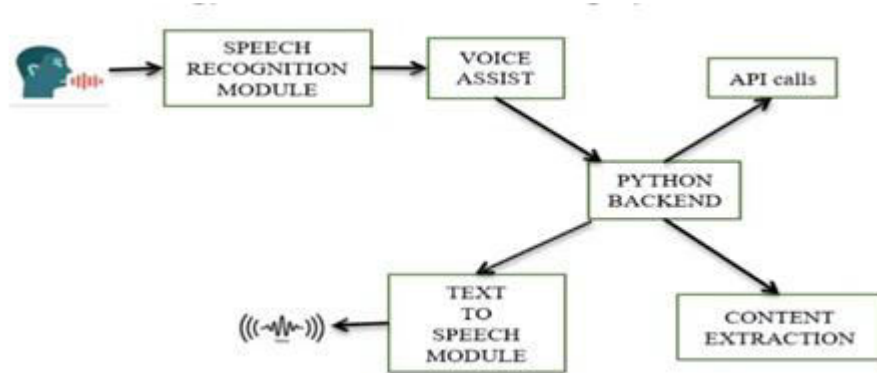 SPEECH
RECOGNITION
MODULE
VOICE
ASSIST
API calls
PYTHON
BACKEND
TEXT
TO
SPEECH
MODULE
CONTENT
EXTRACTION